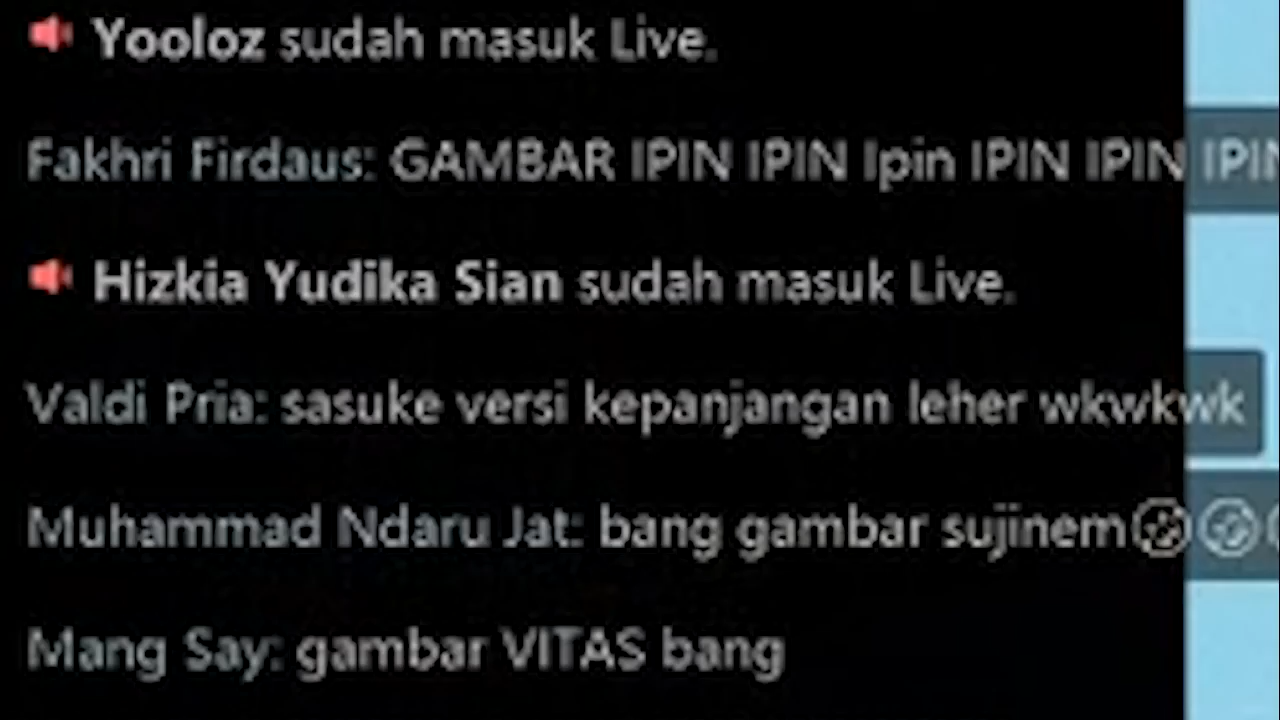 Yooloz sudah masuk Live.
Fakhri Firdaus: GAMBAR IPIN IPIN Ipin IPIN IPIN IPIN
Hizkia Yudika Sian sudah masuk Live.
Valdi Pria: sasuke versi kepanjangan leher wkwkwk
Muhammad Ndaru Jat: bang gambar sujinem
Mang Say: gambar VITAS bang